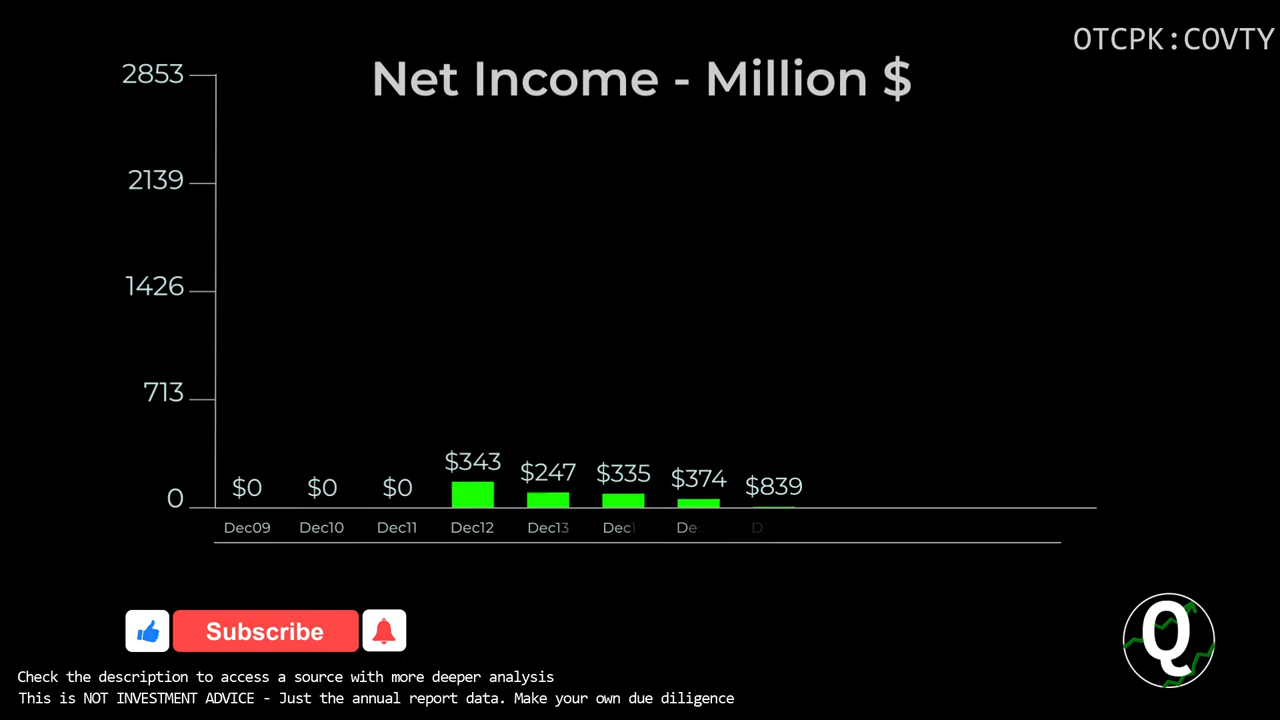 OTCPK:COVTY
Net Income - Million $
2853
2139
1426
713
0
$0 $0 $0 $343 $247 $335 $374 $839
Dec09 Dec10 Dec11 Dec12 Dec13 Dec1 De D
Subscribe
Q
Check the description to access a source with more deeper analysis
This is NOT INVESTMENT ADVICE - Just the annual report data. Make your own due diligence